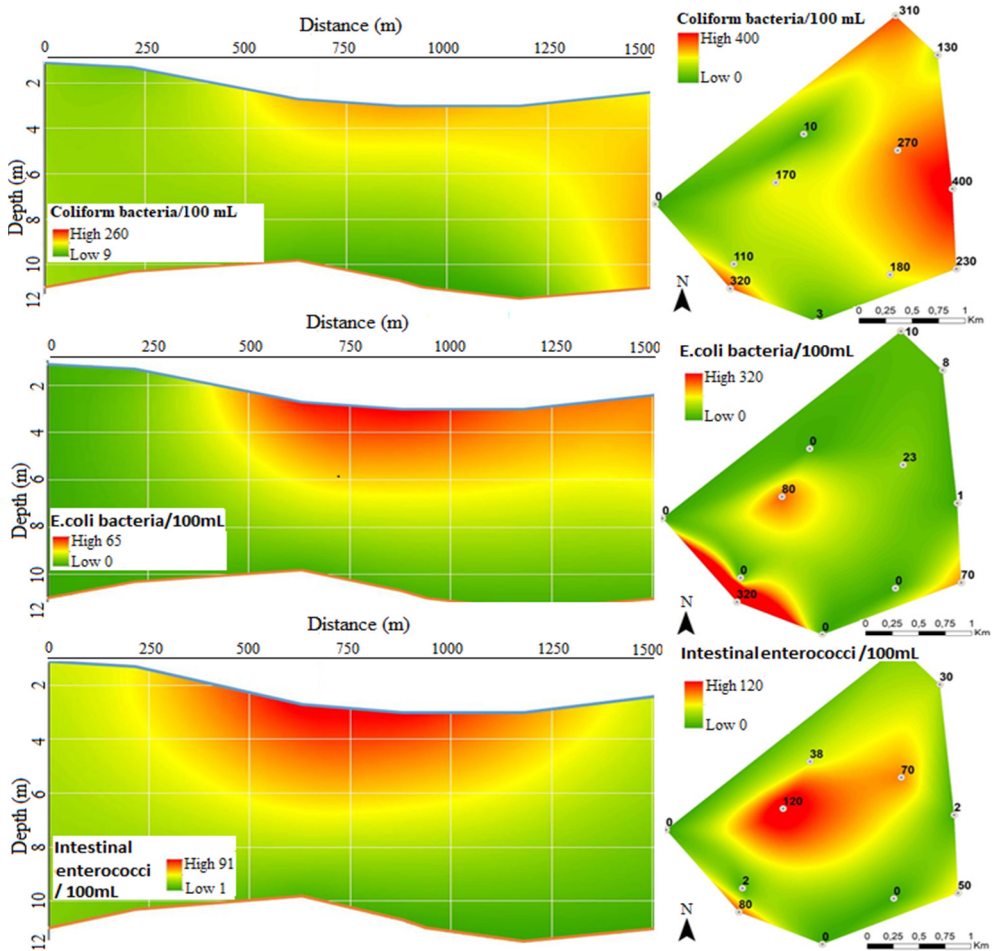 Distance (m)
0 250 500 750 1000 1250 1500
Depth (m)
2
4
6
8
10
12
Coliform bacteria/100 mL
High 260
Low 9
Coliform bacteria/100 mL
High 400
Low 0
310
130
10
270
170
400
0
110
320
180
230
3
N
0 0,25 0,5 0,75 1
Km
Distance (m)
0 250 500 750 1000 1250 1500
Depth (m)
2
4
6
8
10
12
E.coli bacteria/100mL
High 65
Low 0
E.coli bacteria/100mL
High 320
Low 0
10
8
0
23
80
1
0
0
320
0
70
0
N
0 0,25 0,5 0,75 1
Km
Distance (m)
0 250 500 750 1000 1250 1500
Depth (m)
2
4
6
8
10
12
Intestinal
enterococci
/ 100mL
High 91
Low 1
Intestinal enterococci /100mL
High 120
Low 0
30
38
70
120
2
0
2
80
0
50
0
N
0 0,25 0,5 0,75 1
Km